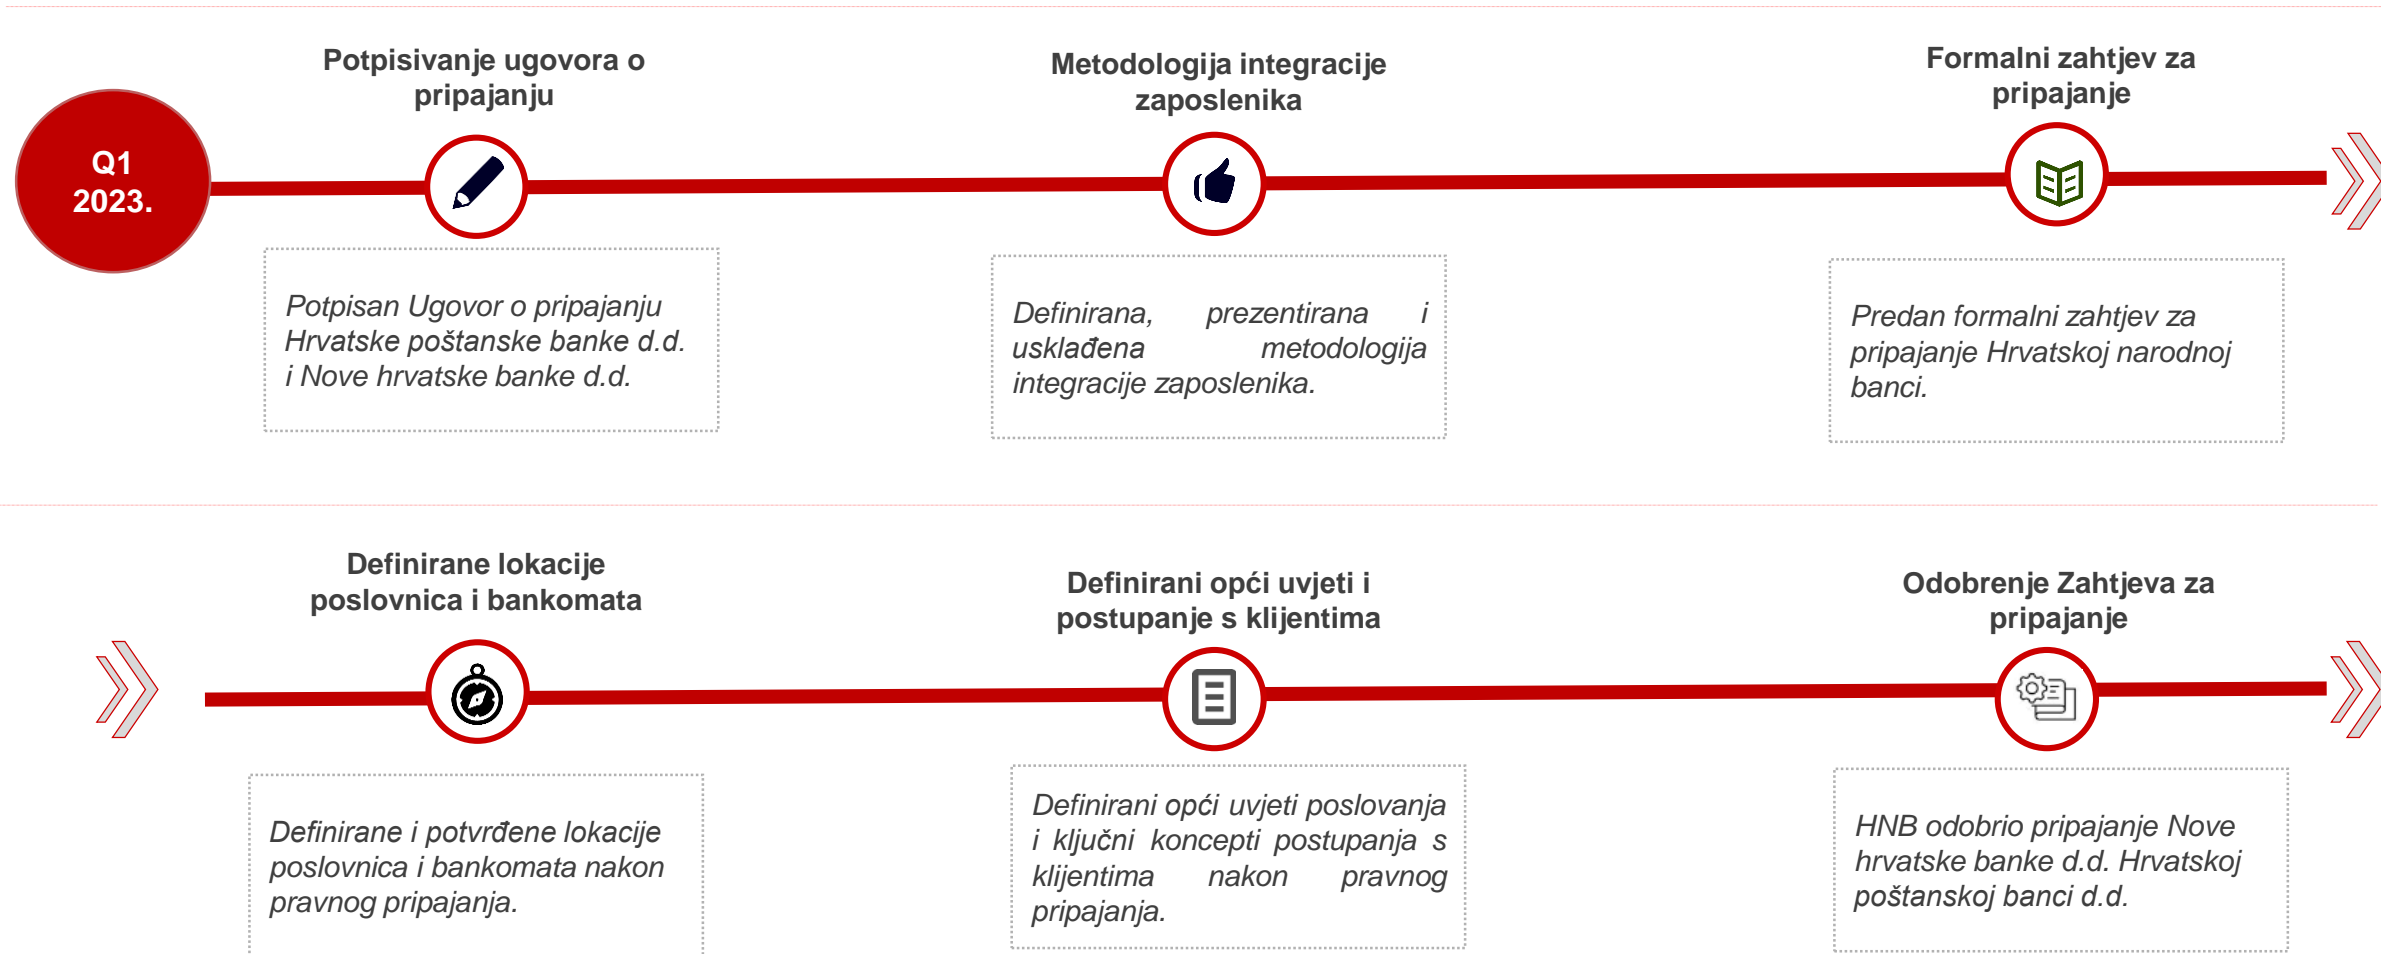 Q1
2023.
Potpisivanje ugovora o
pripajanju
Potpisan Ugovor o pripajanju
Hrvatske poštanske banke d.d.
i Nove hrvatske banke d.d.
Metodologija integracije
zaposlenika
Definirana, prezentirana i
usklađena metodologija
integracije zaposlenika.
Formalni zahtjev za
pripajanje
Predan formalni zahtjev za
pripajanje Hrvatskoj narodnoj
banci.
Definirane lokacije
poslovnica i bankomata
Definirane i potvrđene lokacije
poslovnica i bankomata nakon
pravnog pripajanja.
Definirani opći uvjeti i
postupanje s klijentima
Definirani opći uvjeti poslovanja
i ključni koncepti postupanja s
klijentima nakon pravnog
pripajanja.
Odobrenje Zahtjeva za
pripajanje
HNB odobrio pripajanje Nove
hrvatske banke d.d. Hrvatskoj
poštanskoj banci d.d.